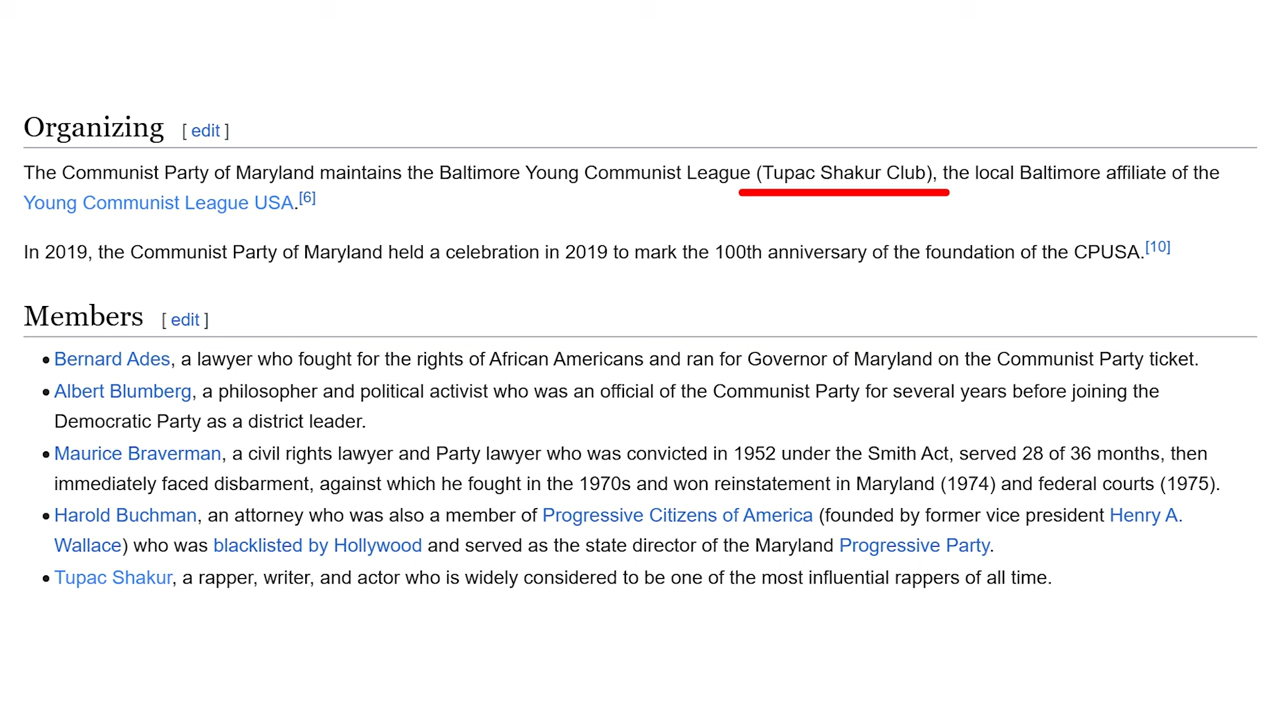 Organizing [ edit ]
The Communist Party of Maryland maintains the Baltimore Young Communist League (Tupac Shakur Club), the local Baltimore affiliate of the
Young Communist League USA.[6]
In 2019, the Communist Party of Maryland held a celebration in 2019 to mark the 100th anniversary of the foundation of the CPUSA.[10]
Members [ edit ]
• Bernard Ades, a lawyer who fought for the rights of African Americans and ran for Governor of Maryland on the Communist Party ticket.
• Albert Blumberg, a philosopher and political activist who was an official of the Communist Party for several years before joining the
Democratic Party as a district leader.
• Maurice Braverman, a civil rights lawyer and Party lawyer who was convicted in 1952 under the Smith Act, served 28 of 36 months, then
immediately faced disbarment, against which he fought in the 1970s and won reinstatement in Maryland (1974) and federal courts (1975).
• Harold Buchman, an attorney who was also a member of Progressive Citizens of America (founded by former vice president Henry A.
Wallace) who was blacklisted by Hollywood and served as the state director of the Maryland Progressive Party.
• Tupac Shakur, a rapper, writer, and actor who is widely considered to be one of the most influential rappers of all time.